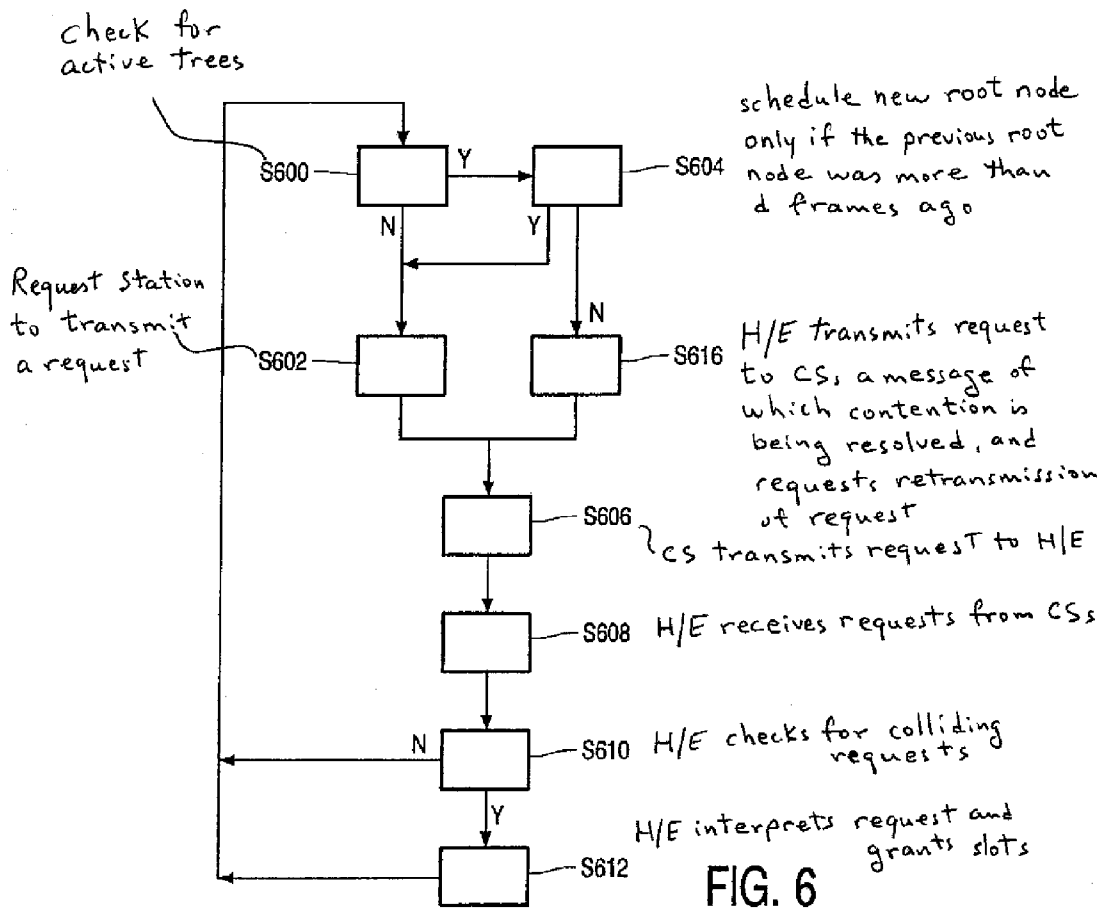 check for
active trees
S600
Y
N
S604
Y
N
schedule new root node
only if the previous root
node was more than
d frames ago
Request Station
to transmit
a request
S602
S616
H/E transmits request
to CSs a message of
which contention is
being resolved, and
requests retransmission
of request
S606
CS transmits request to H/E
S608
H/E receives requests from CSs
N
S610
H/E checks for colliding
requests
Y
H/E interprets request and
grants slots
S612
FIG. 6